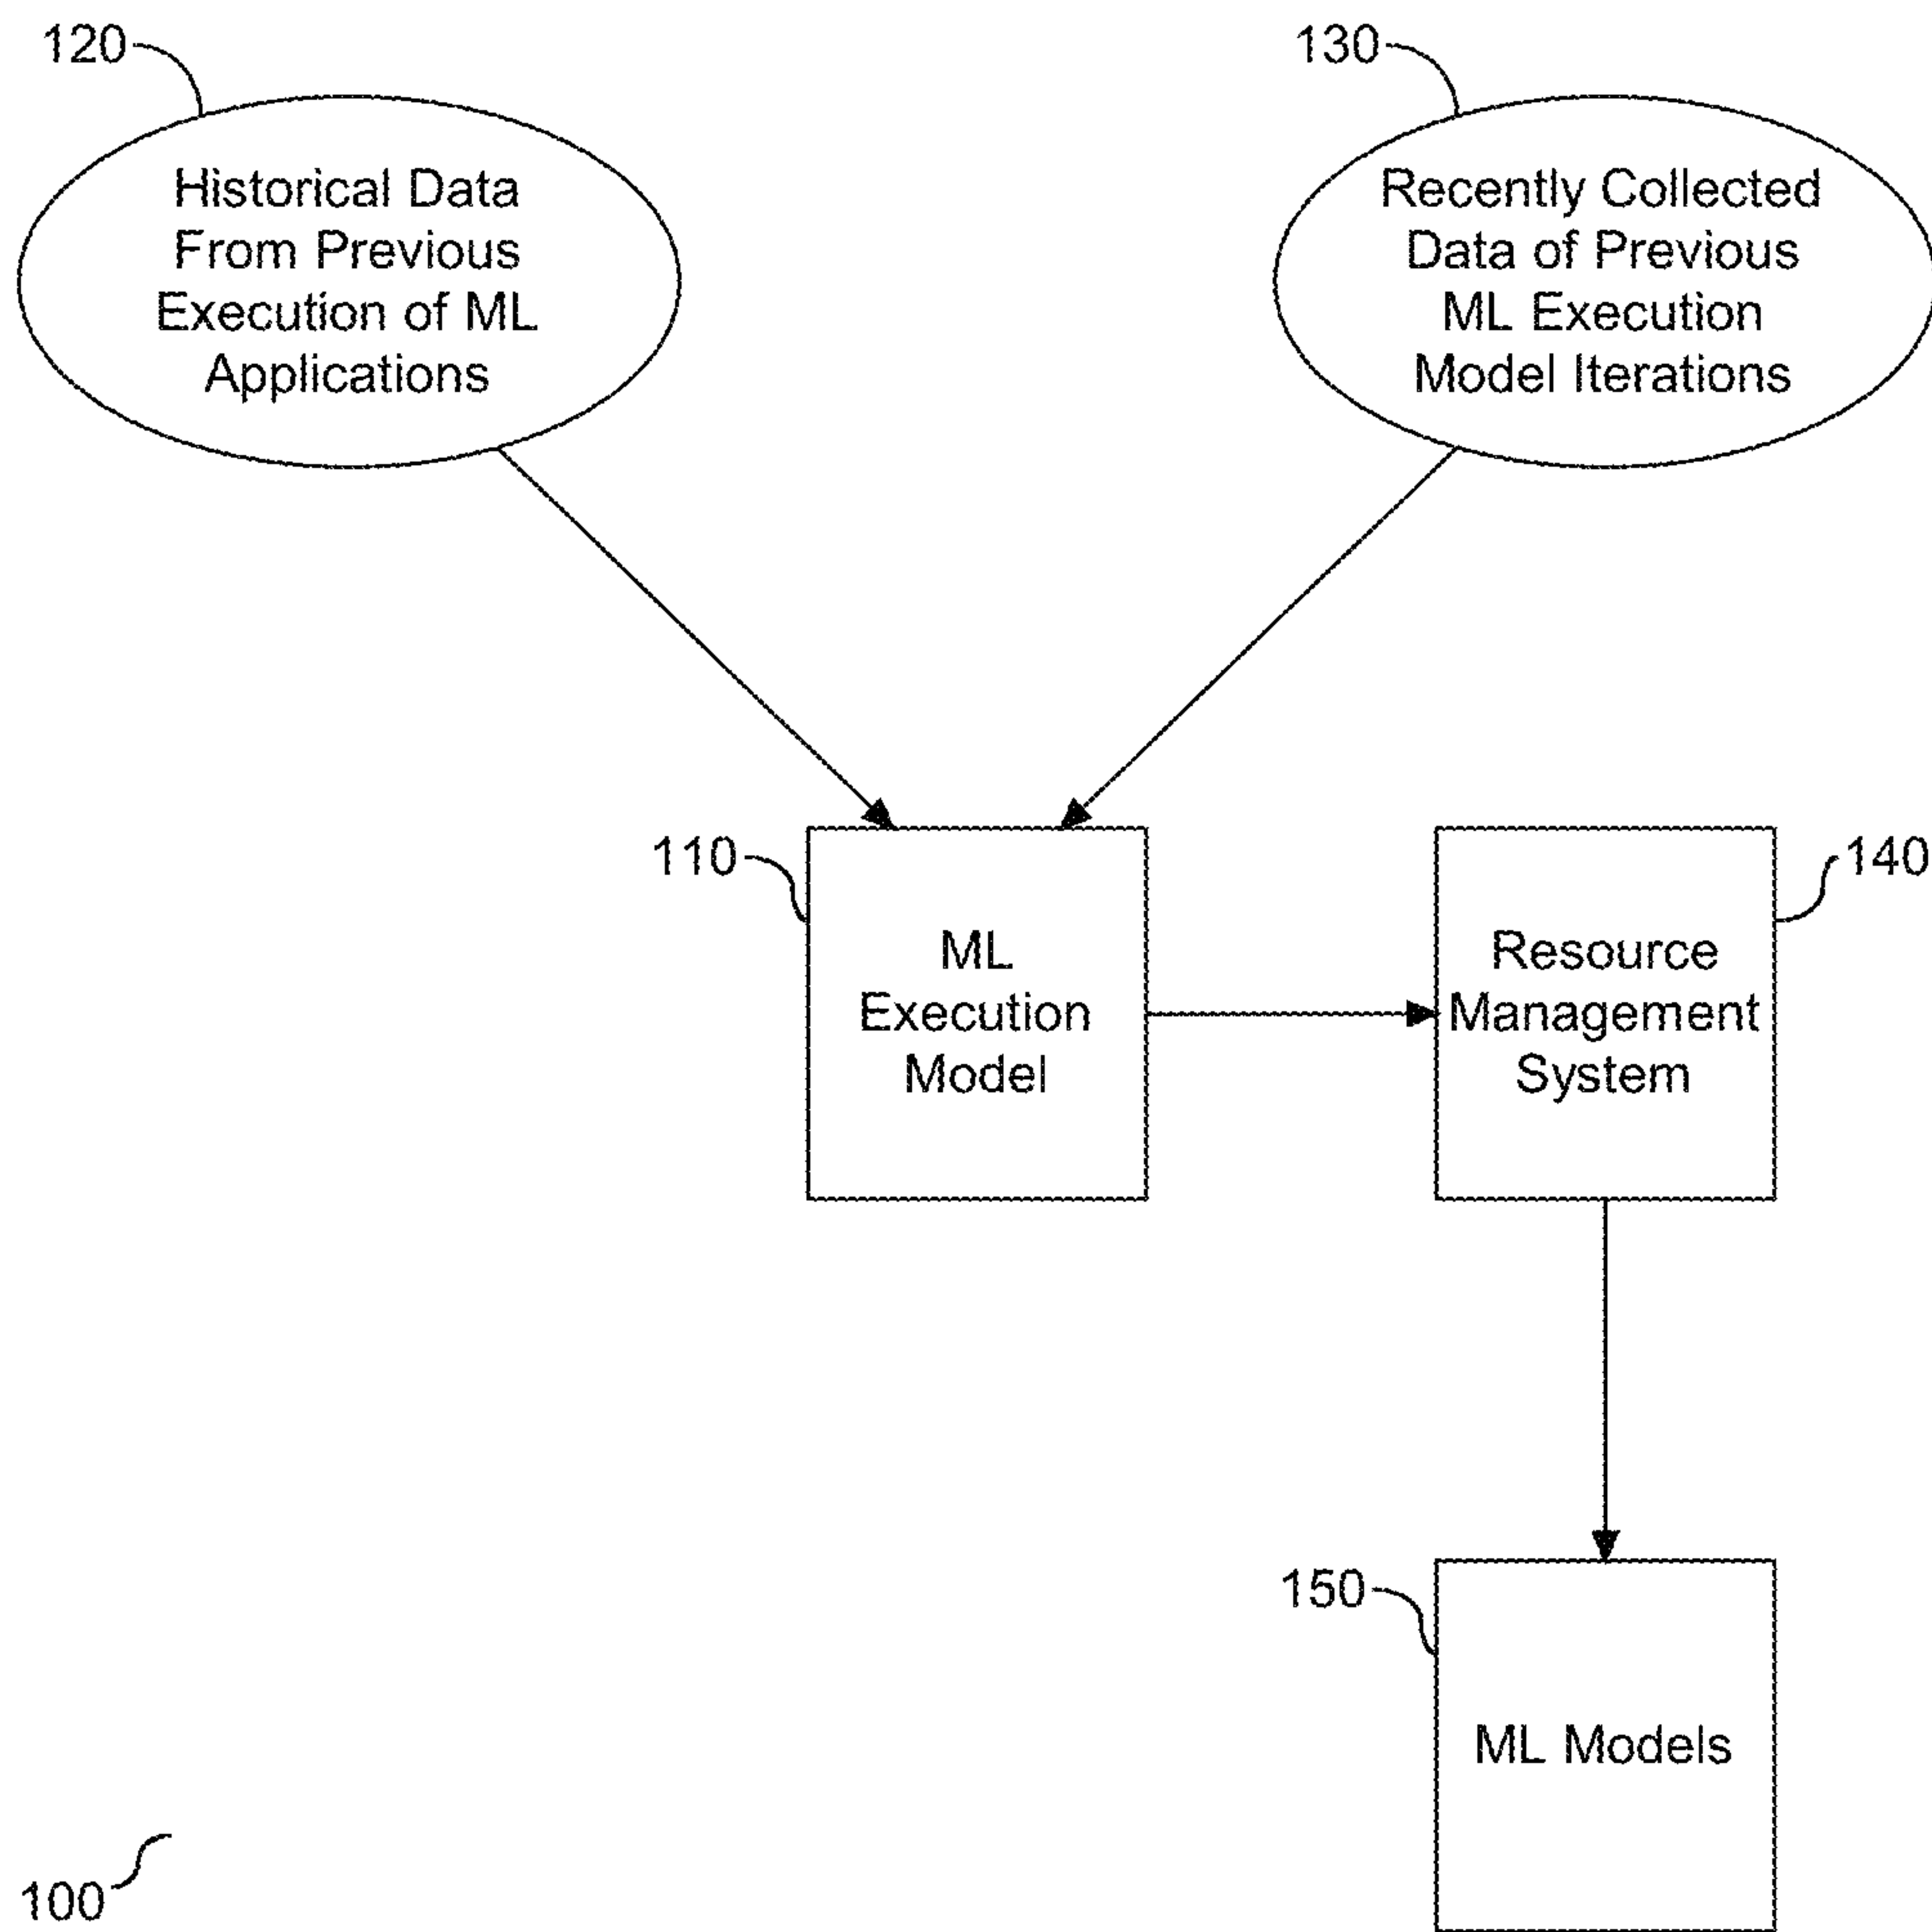 120
Historical Data
From Previous
Execution of ML
Applications
130
Recently Collected
Data of Previous
ML Execution
Model Iterations
110
ML
Execution
Model
140
Resource
Management
System
150
ML Models
100